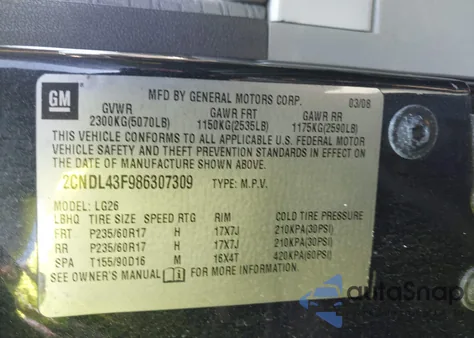 GM
MFD BY GENERAL MOTORS CORP. 03/08
GVWR GAWR FRT GAWR RR
2300KG(5070LB) 1150KG(2535LB) 1175KG(2590LB)
THIS VEHICLE CONFORMS TO ALL APPLICABLE U.S. FEDERAL MOTOR
VEHICLE SAFETY AND THEFT PREVENTION STANDARDS IN EFFECT ON THE
DATE OF MANUFACTURE SHOWN ABOVE.
2CNDL43F986307309 TYPE: M.P.V.
MODEL: LG26
LBHQ TIRE SIZE SPEED RTG RIM COLD TIRE PRESSURE
FRT P235/60R17 H 17X7J 210KPA(30PSI)
RR P235/60R17 H 17X7J 210KPA(30PSI)
SPA T155/90D16 M 16X4T 420KPA(60PSI)
SEE OWNER'S MANUAL FOR MORE INFORMATION.
autoSnap